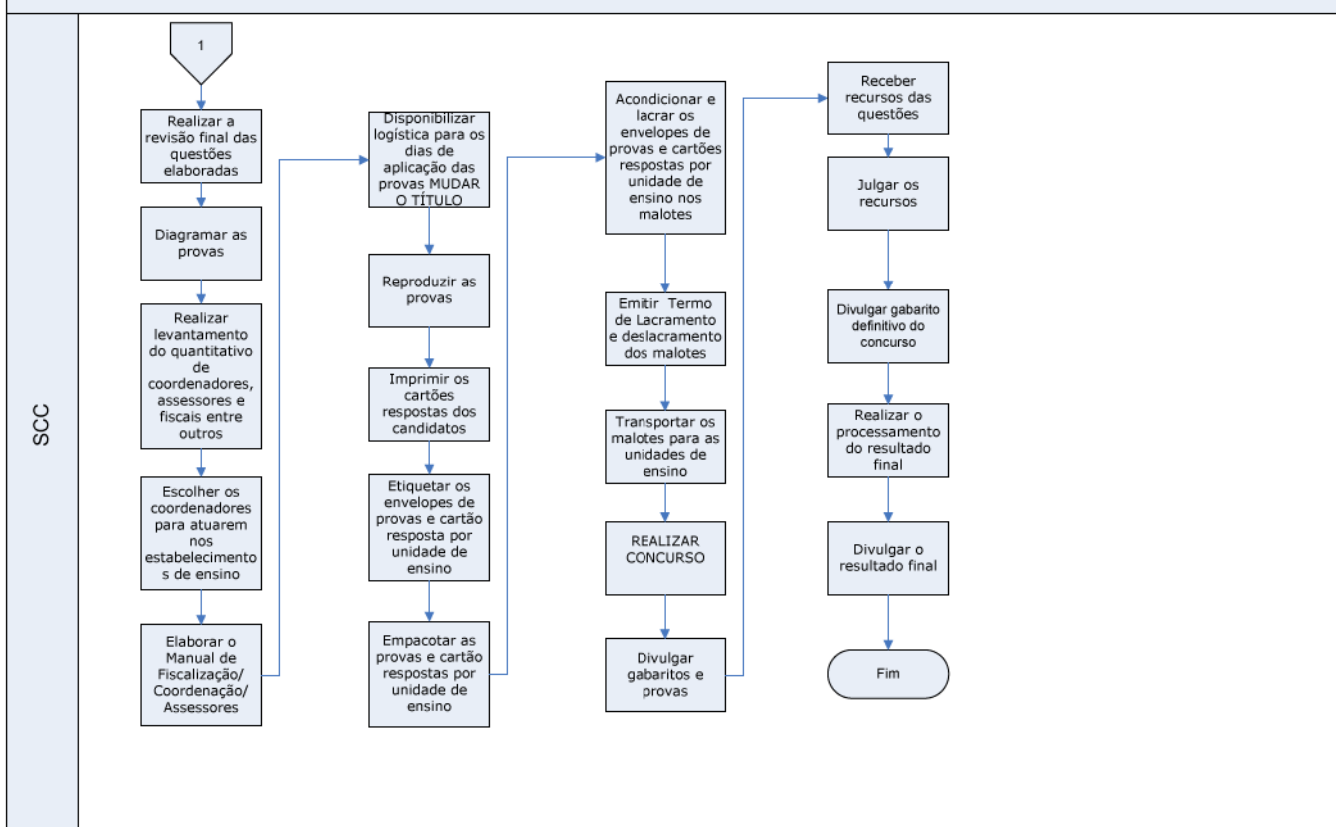 SCC
1
Realizar a
revisão final das
questões
elaboradas
Diagramar as
provas
Realizar
levantamento
do quantitativo
de
coordenadores,
assessores e
fiscais entre
outros
Escolher os
coordenadores
para atuarem
nos
estabelecimento
s de ensino
Elaborar o
Manual de
Fiscalização/
Coordenação/
Assessores
Disponibilizar
logística para os
dias de
aplicação das
provas MUDAR
O TÍTULO
Reproduzir as
provas
Imprimir os
cartões
respostas dos
candidatos
Etiquetar os
envelopes de
provas e cartão
resposta por
unidade de
ensino
Empacotar as
provas e cartão
respostas por
unidade de
ensino
Acondicionar e
lacrar os
envelopes de
provas e cartões
respostas por
unidade de
ensino nos
malotes
Emitir Termo
de Lacramento
e deslacramento
dos malotes
Transportar os
malotes para as
unidades de
ensino
REALIZAR
CONCURSO
Divulgar
gabaritos e
provas
Receber
recursos das
questões
Julgar os
recursos
Divulgar gabarito
definitivo do
concurso
Realizar o
processamento
do resultado
final
Divulgar o
resultado final
Fim